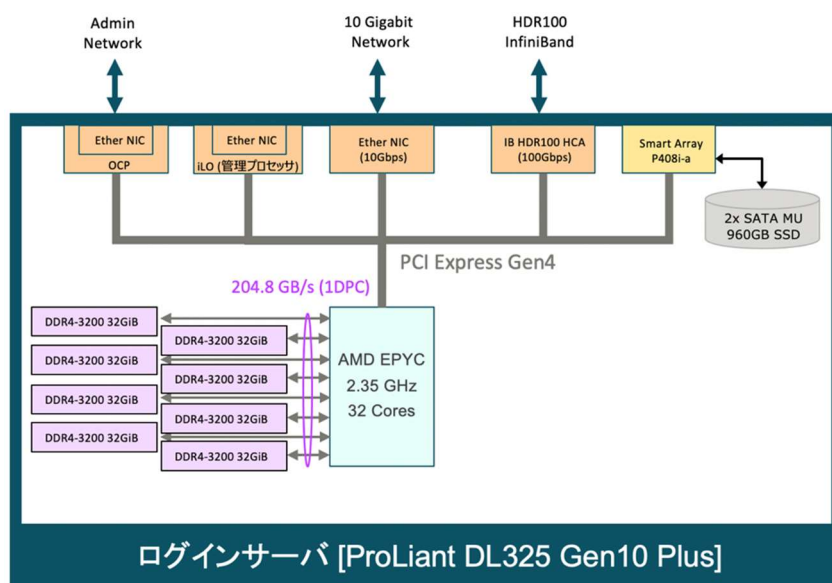 Admin
Network
10 Gigabit
Network
HDR100
InfiniBand
Ether NIC
OCP
Ether NIC
iLO (管理プロセッサ)
Ether NIC
(10Gbps)
IB HDR100 HCA
(100Gbps)
Smart Array
P408i-a
2x SATA MU
960GB SSD
PCI Express Gen4
204.8 GB/s (1DPC)
DDR4-3200 32GiB
DDR4-3200 32GiB
DDR4-3200 32GiB
DDR4-3200 32GiB
DDR4-3200 32GiB
DDR4-3200 32GiB
DDR4-3200 32GiB
DDR4-3200 32GiB
AMD EPYC
2.35 GHz
32 Cores
ログインサーバ [ProLiant DL325 Gen10 Plus]